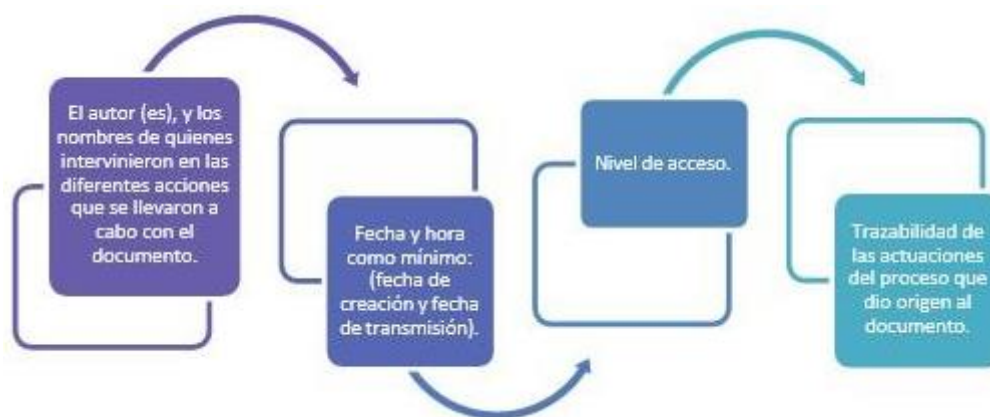 El autor (es), y los
nombres de quienes
intervinieron en las
diferentes acciones
que se llevaron a
cabo con el
documento.
Fecha y hora
como mínimo:
(fecha de
creación y fecha
de transmisión).
Nivel de acceso.
Trazabilidad de
las actuaciones
del proceso que
dio origen al
documento.